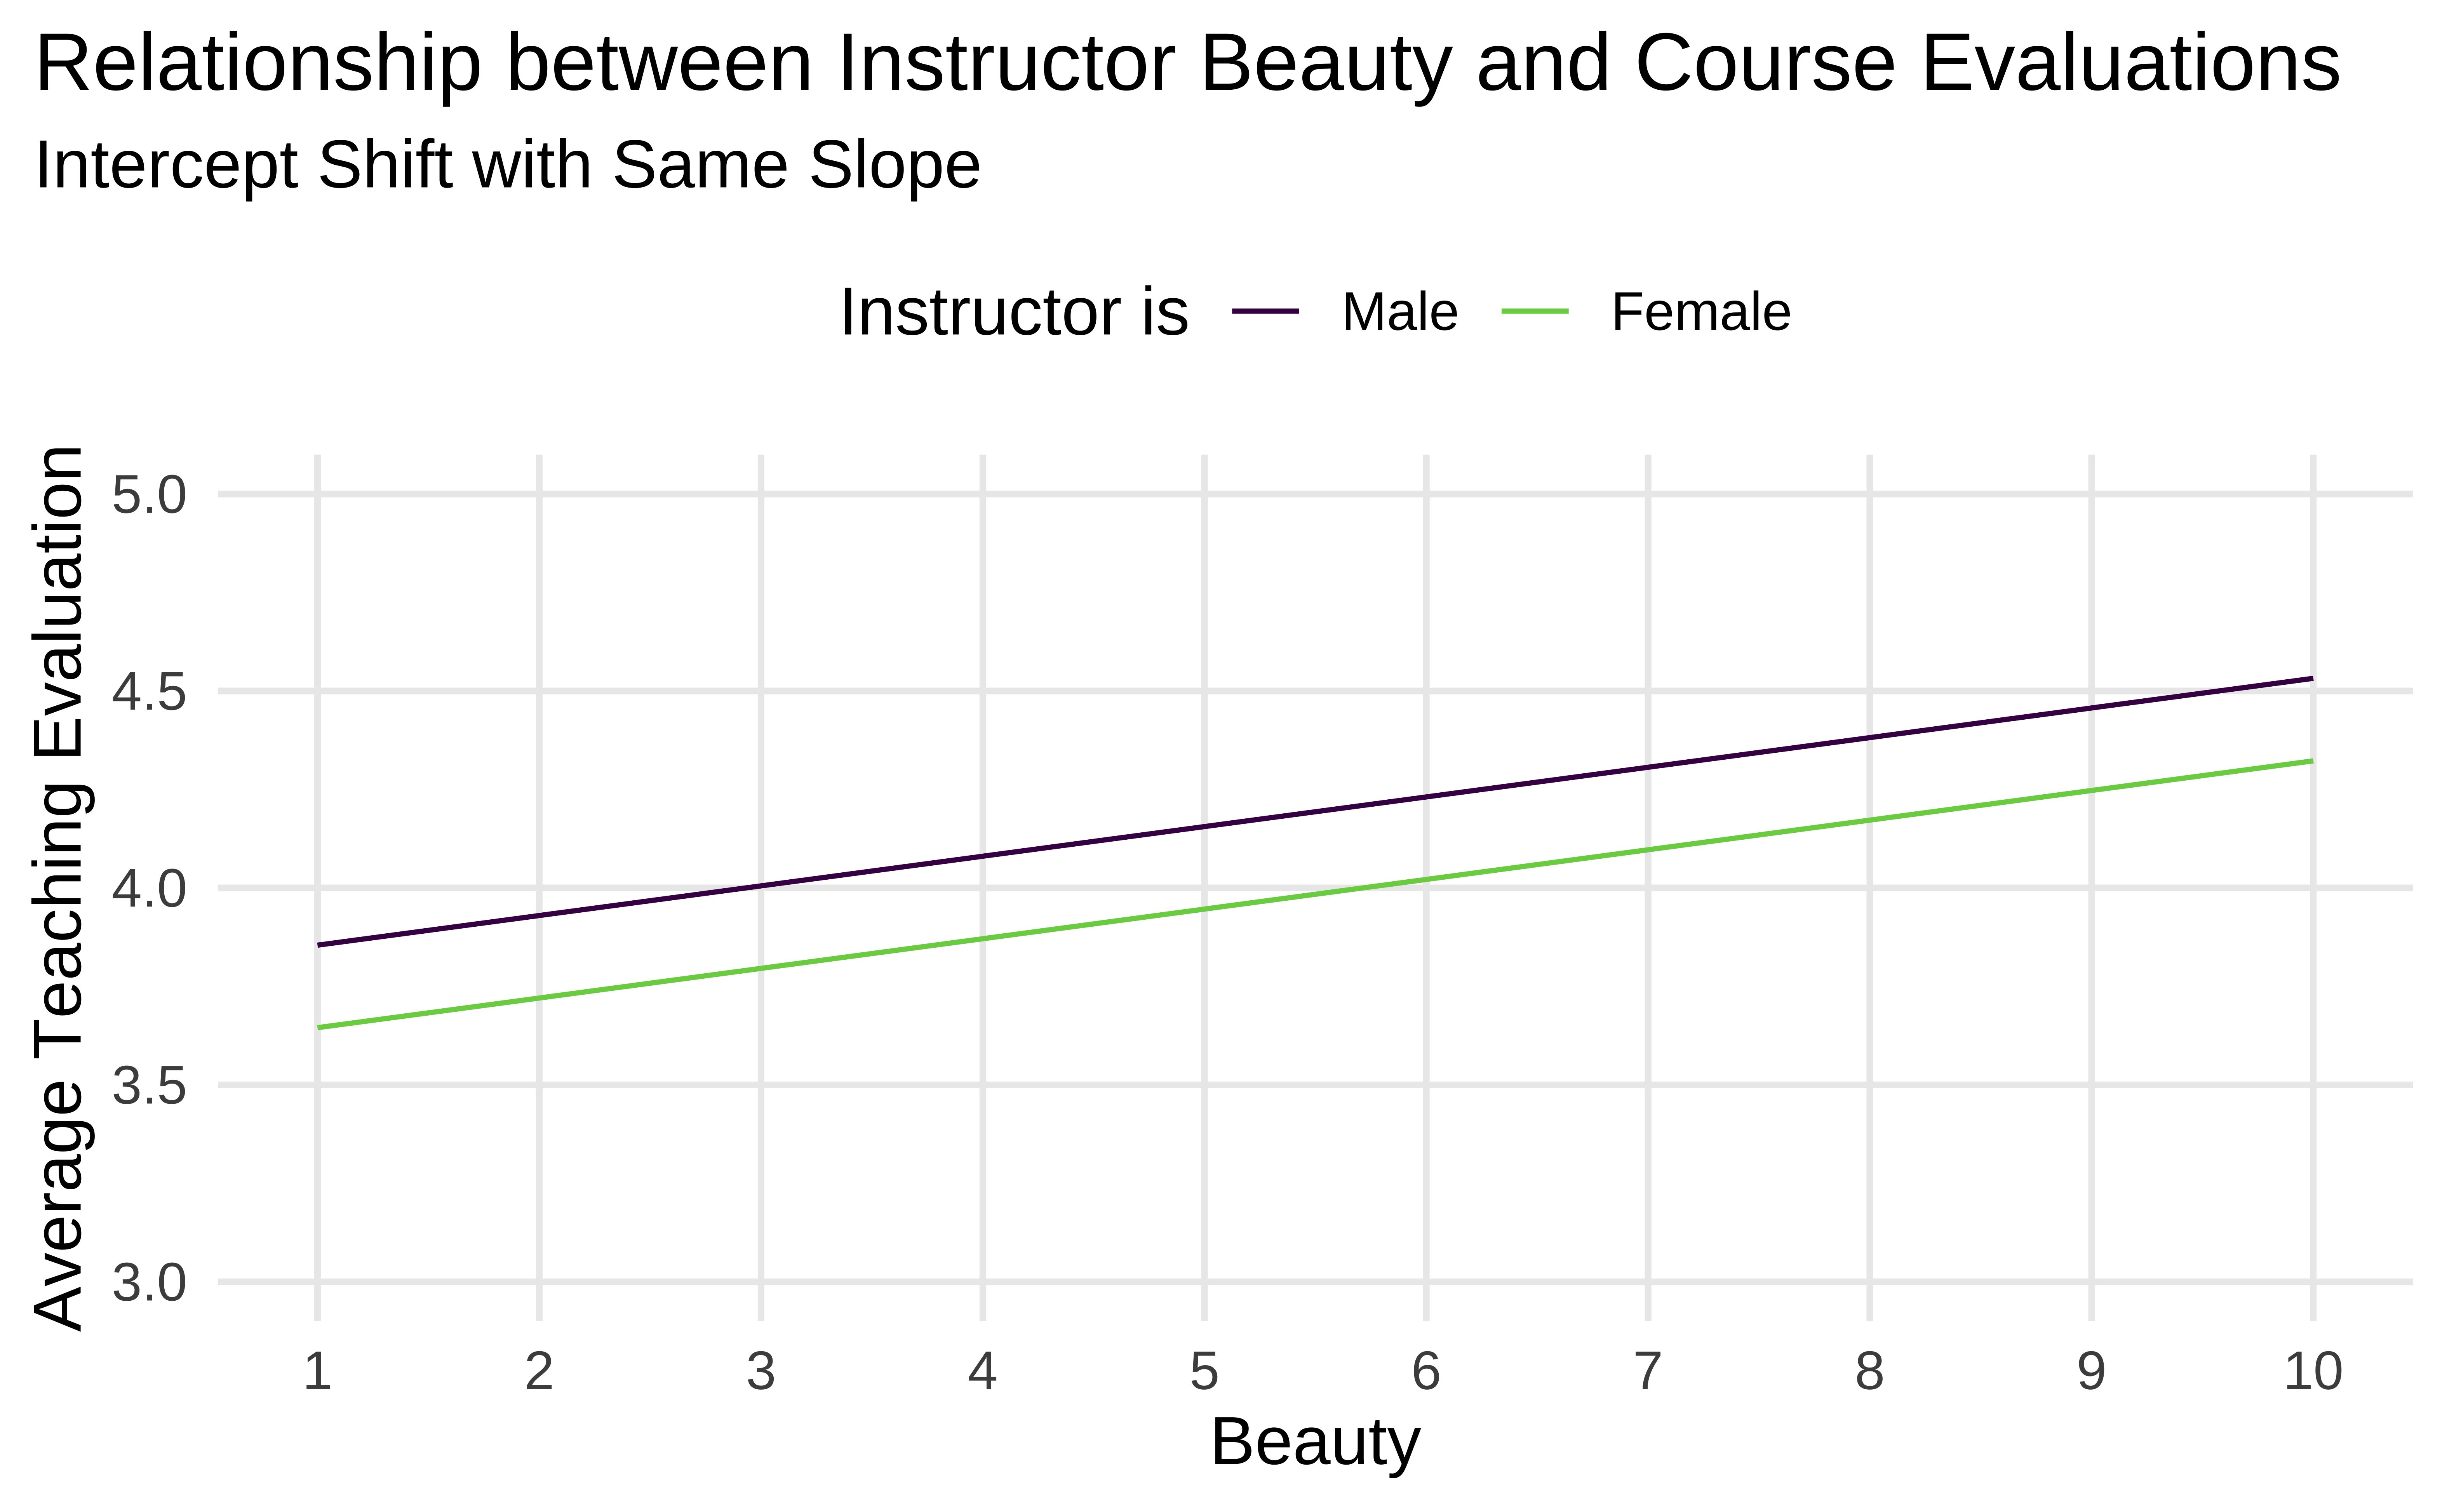 Relationship between Instructor Beauty and Course Evaluations
Intercept Shift with Same Slope
Instructor is Male Female
Average Teaching Evaluation
5.0
4.5
4.0
3.5
3.0
1 2 3 4 5 6 7 8 9 10
Beauty